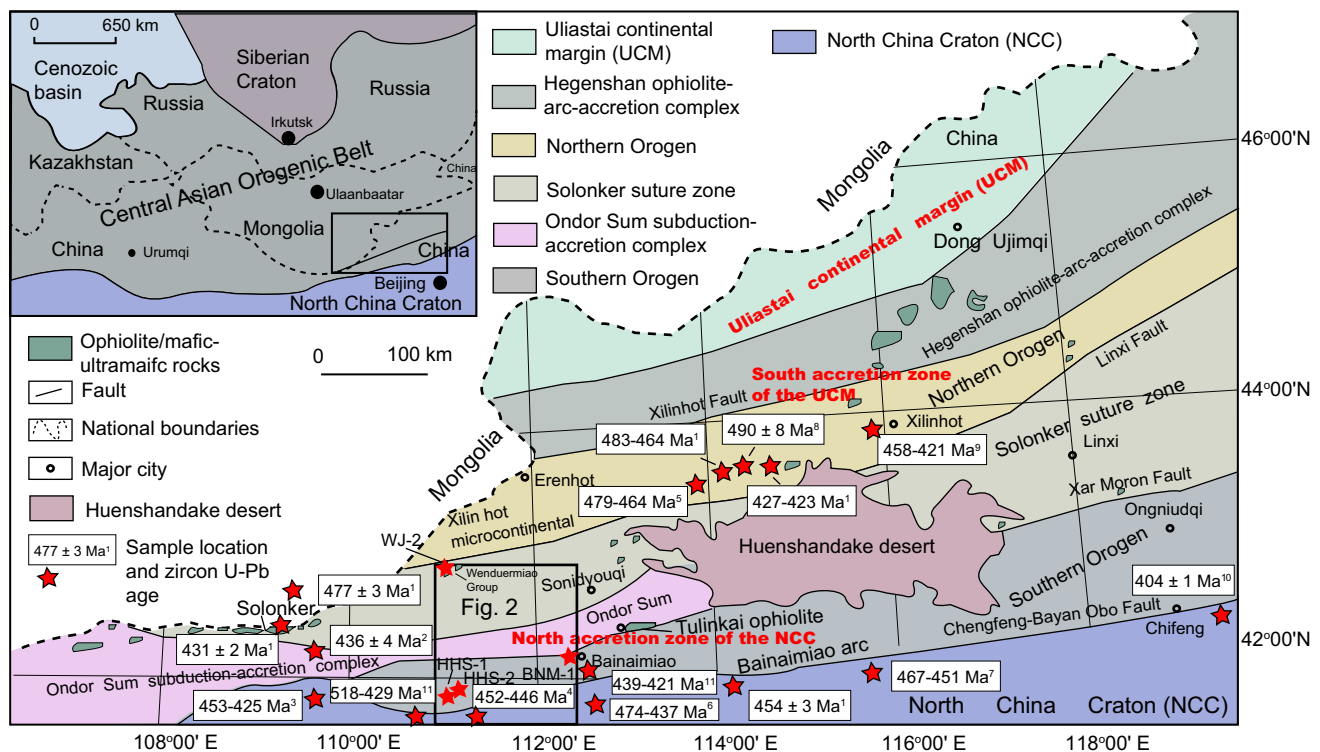 0 650 km
Cenozoic
basin
Siberian
Craton
Russia
Russia
Irkutsk
Kazakhstan
Central Asian Orogenic Belt
China
Ulaanbaatar
Mongolia
China
Urumqi
China
Beijing
North China Craton
Uliastai continental
margin (UCM)
North China Craton (NCC)
Hegenshan ophiolite-
arc-accretion complex
Northern Orogen
Solonker suture zone
Ondor Sum subduction-
accretion complex
Southern Orogen
Ophiolite/mafic-
ultramaifc rocks
Fault
National boundaries
Major city
Huenshandake desert
477 ± 3 Ma¹
Sample location
and zircon U-Pb
age
0 100 km
Mongolia
China
46°00'N
Uliastai continental margin (UCM)
Dong Ujimqi
Hegenshan ophiolite-arc-accretion complex
South accretion zone
of the UCM
Northern Orogen
Linxi Fault
44°00'N
Xilinhot Fault
Xilinhot
Solonker suture zone
Linxi
483-464 Ma¹
490 ± 8 Ma⁸
458-421 Ma⁹
479-464 Ma⁵
427-423 Ma¹
Mongolia
Erenhot
Xilin hot
microcontinental
Xar Moron Fault
Ongniudqi
Huenshandake desert
Southern Orogen
WJ-2
Wenduermiao
Group
Sonidyouqi
Fig. 2
477 ± 3 Ma¹
Solonker
Ondor Sum
404 ± 1 Ma¹⁰
Chengfeng-Bayan Obo Fault
Chifeng
42°00'N
436 ± 4 Ma²
431 ± 2 Ma¹
Tulinkai ophiolite
North accretion zone of the NCC
Bainaimiao
Bainaimiao arc
Ondor Sum subduction-accretion complex
HHS-1
HHS-2
BNM-1
518-429 Ma¹¹
452-446 Ma⁴
439-421 Ma¹¹
467-451 Ma⁷
453-425 Ma³
474-437 Ma⁶
454 ± 3 Ma¹
North China Craton (NCC)
108°00' E
110°00' E
112°00' E
114°00' E
116°00' E
118°00' E